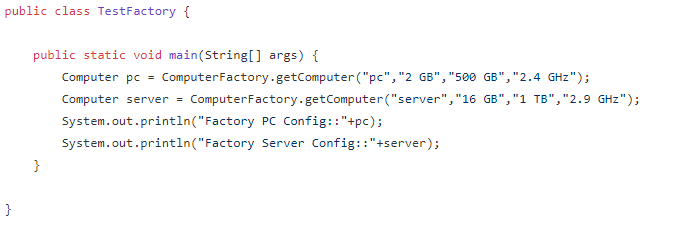 public class TestFactory {
public static void main(String[] args) {
Computer pc = ComputerFactory.getComputer("pc","2 GB","500 GB","2.4 GHz");
Computer server = ComputerFactory.getComputer("server","16 GB","1 TB","2.9 GHz");
System.out.println("Factory PC Config::"+pc);
System.out.println("Factory Server Config::"+server);
}
}